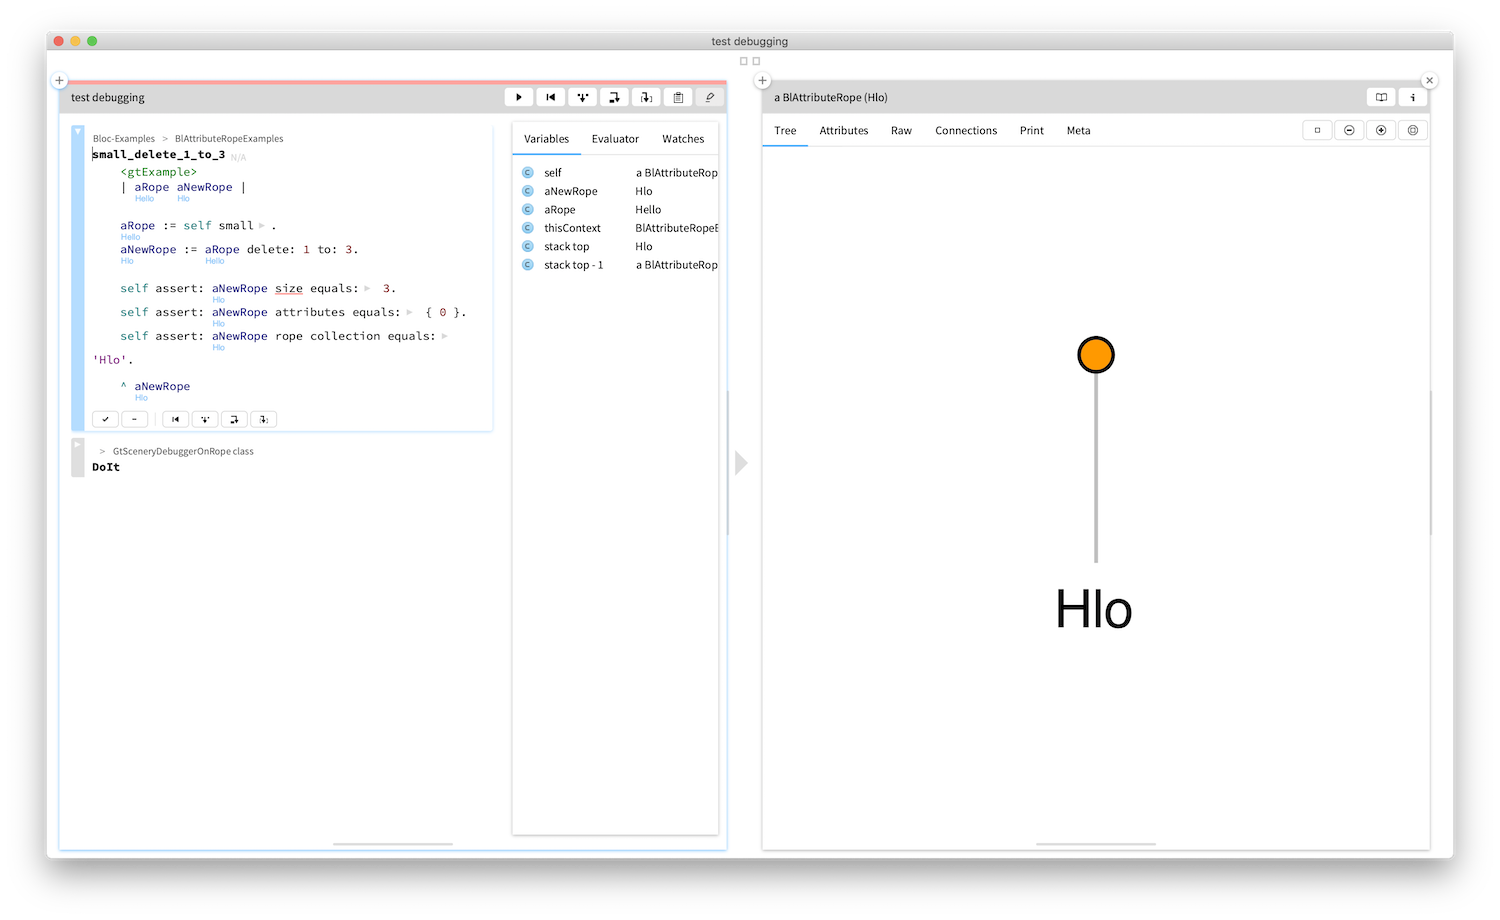 test debugging
test debugging
Bloc-Examples > BlAttributeRopeExamples
small_delete_1_to_3 N/A
<gtExample>
| aRope aNewRope |
Hello Hlo
aRope := self small .
Hello
aNewRope := aRope delete: 1 to: 3.
Hlo Hello
self assert: aNewRope size equals: 3.
Hlo
self assert: aNewRope attributes equals: { 0 }.
Hlo
self assert: aNewRope rope collection equals:
Hlo
'Hlo'.
^ aNewRope
Hlo
> GtSceneryDebuggerOnRope class
DoIt
Variables Evaluator Watches
C self a BlAttributeRop
C aNewRope Hlo
C aRope Hello
C thisContext BlAttributeRopeE
C stack top Hlo
C stack top - 1 a BlAttributeRop
a BlAttributeRope (Hlo)
i
Tree Attributes Raw Connections Print Meta
Hlo